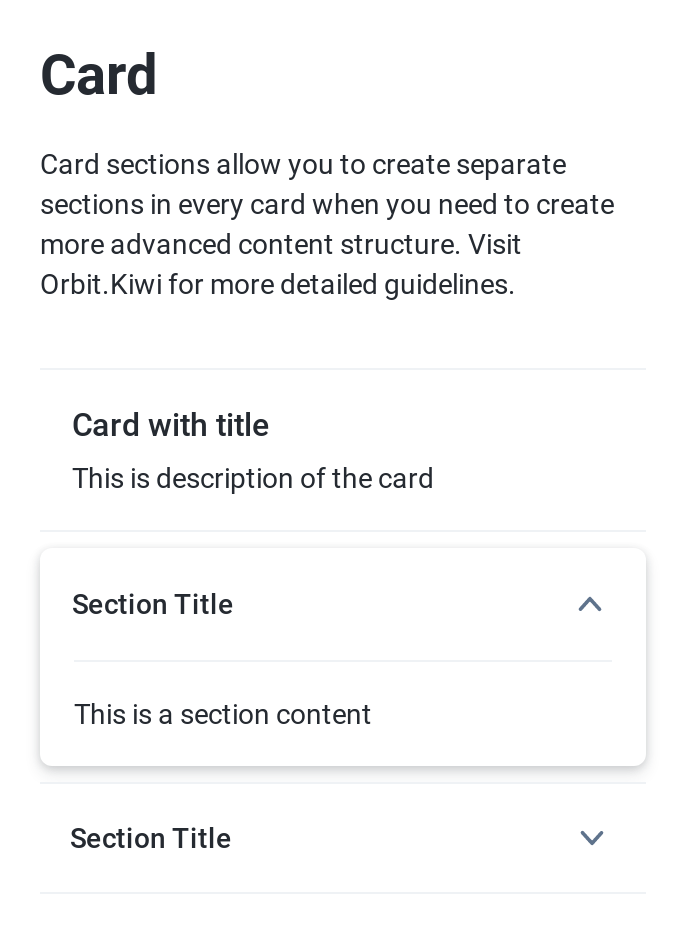 Card
Card sections allow you to create separate
sections in every card when you need to create
more advanced content structure. Visit
Orbit.Kiwi for more detailed guidelines.
Card with title
This is description of the card
Section Title
This is a section content
Section Title